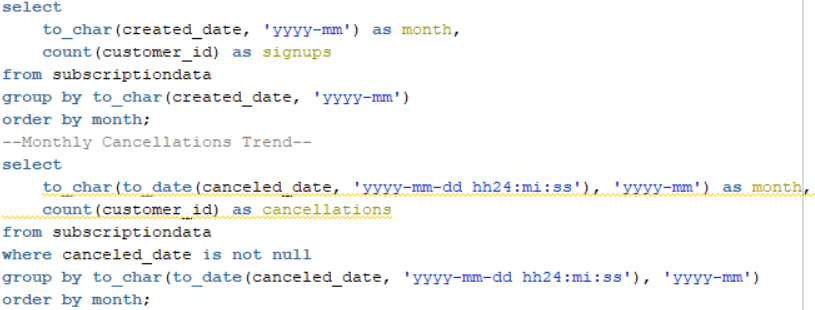 select
    to_char(created_date, 'yyyy-mm') as month,
    count(customer_id) as signups
from subscriptiondata
group by to_char(created_date, 'yyyy-mm')
order by month;
--Monthly Cancellations Trend--
select
    to_char(to_date(canceled_date, 'yyyy-mm-dd hh24:mi:ss'), 'yyyy-mm') as month,
    count(customer_id) as cancellations
from subscriptiondata
where canceled_date is not null
group by to_char(to_date(canceled_date, 'yyyy-mm-dd hh24:mi:ss'), 'yyyy-mm')
order by month;